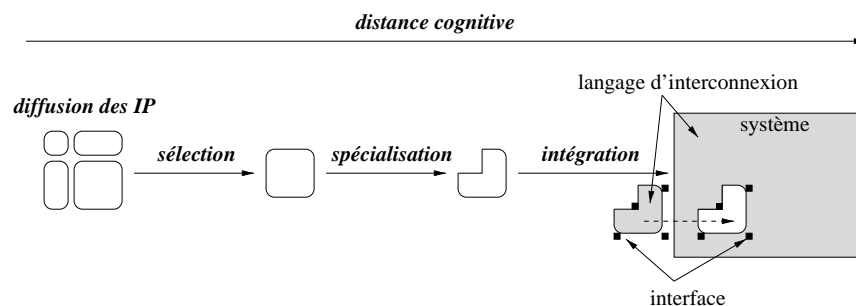 distance cognitive
langage d'interconnexion
diffusion des IP
système
sélection
spécialisation
intégration
interface